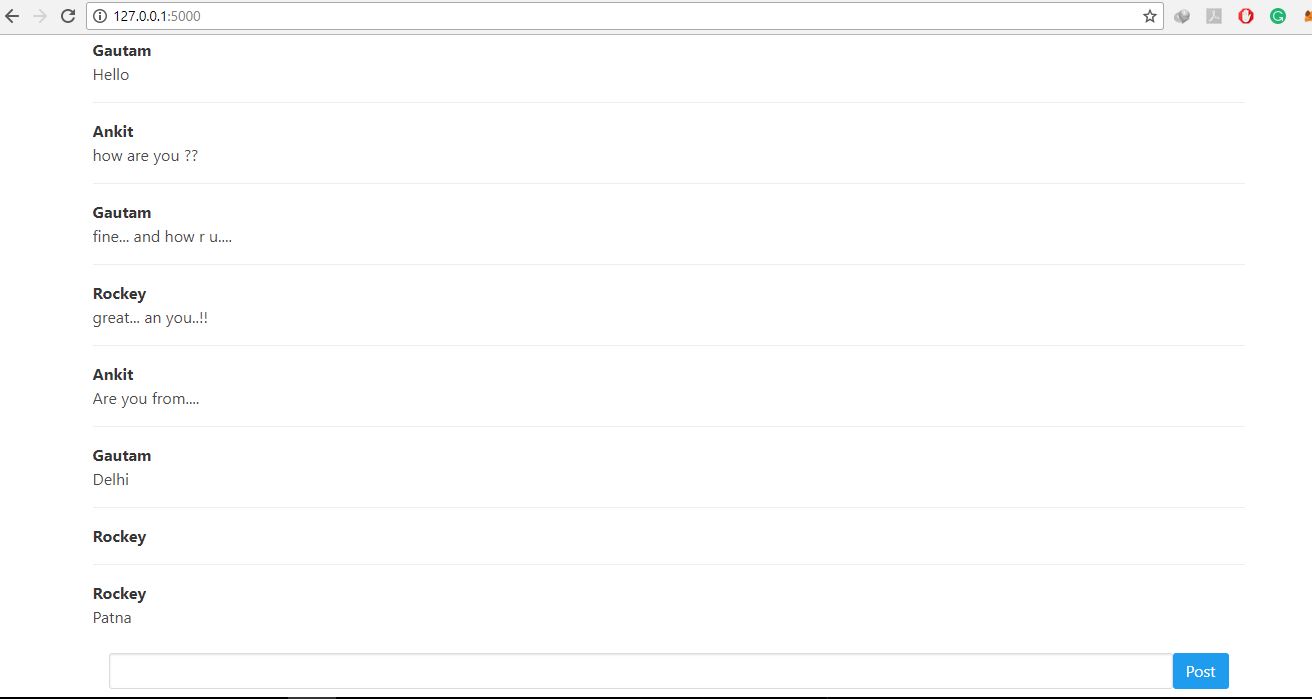 127.0.0.1:5000
Gautam
Hello
Ankit
how are you ??
Gautam
fine... and how r u....
Rockey
great... an you..!!
Ankit
Are you from....
Gautam
Delhi
Rockey
Rockey
Patna
Post